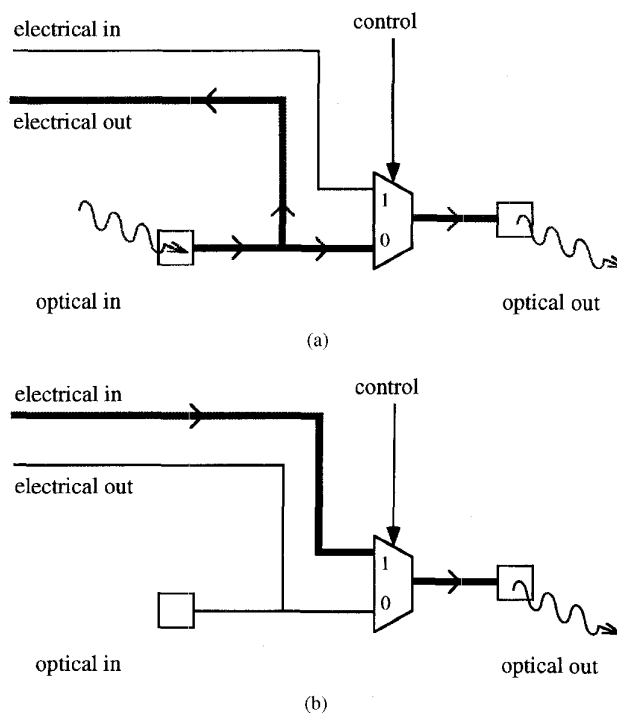 electrical in
control
electrical out
1
0
optical in
optical out
(a)
electrical in
control
electrical out
1
0
optical in
optical out
(b)